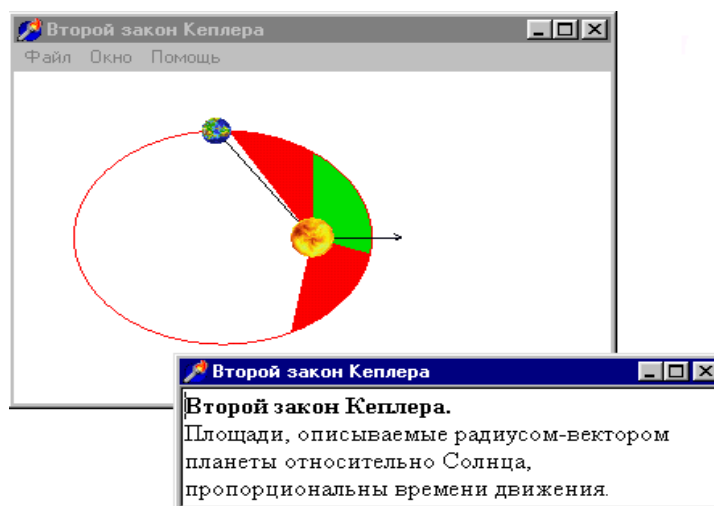 Второй закон Кеплера
Файл Окно Помощь
Второй закон Кеплера
Второй закон Кеплера.
Площади, описываемые радиусом-вектором
планеты относительно Солнца,
пропорциональны времени движения.